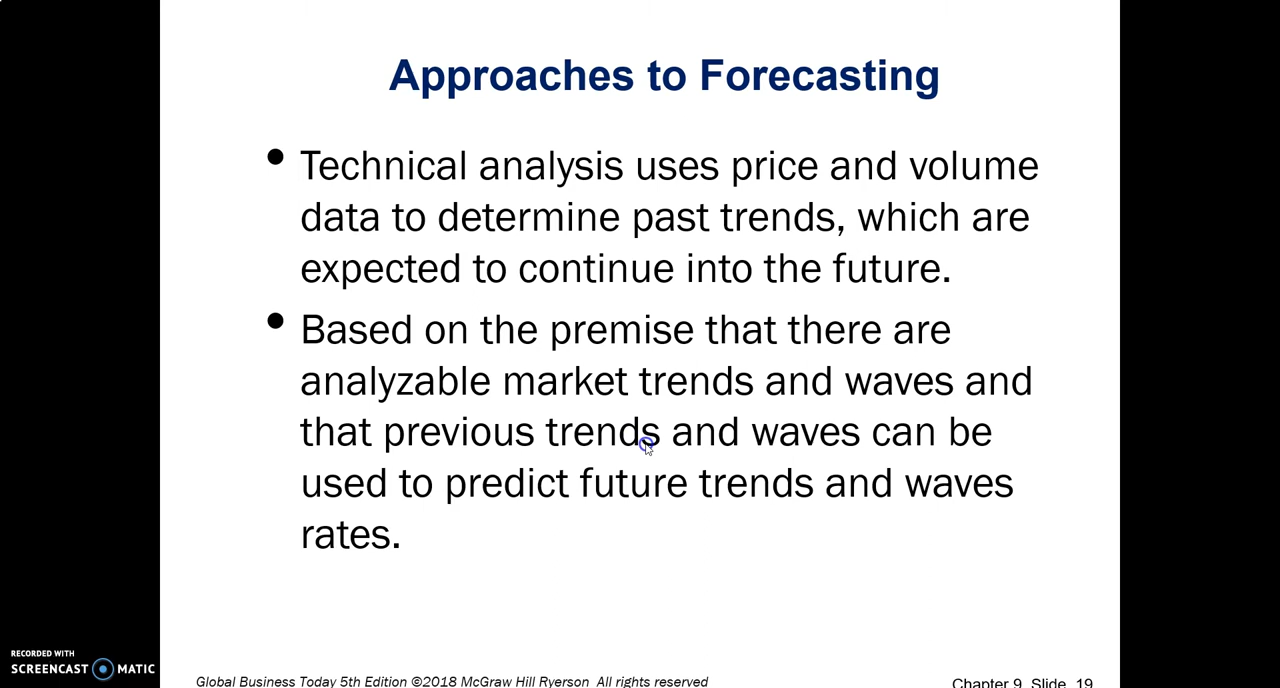 Approaches to Forecasting
• Technical analysis uses price and volume
data to determine past trends, which are
expected to continue into the future.
• Based on the premise that there are
analyzable market trends and waves and
that previous trends and waves can be
used to predict future trends and waves
rates.
RECORDED WITH
SCREENCAST MATIC
Global Business Today 5th Edition ©2018 McGraw Hill Ryerson All rights reserved
Chapter 9, Slide 19